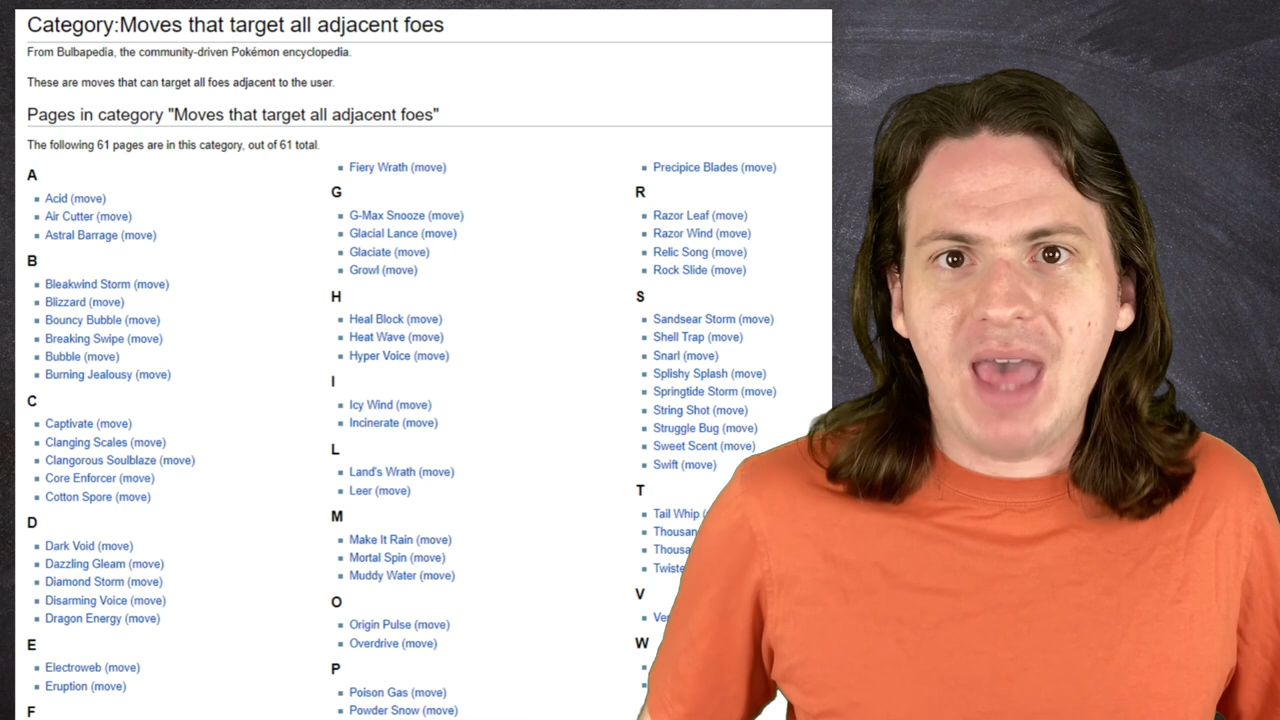 Category:Moves that target all adjacent foes
From Bulbapedia, the community-driven Pokémon encyclopedia.
These are moves that can target all foes adjacent to the user.
Pages in category "Moves that target all adjacent foes"
The following 61 pages are in this category, out of 61 total.
A
Acid (move)
Air Cutter (move)
Astral Barrage (move)
B
Bleakwind Storm (move)
Blizzard (move)
Bouncy Bubble (move)
Breaking Swipe (move)
Bubble (move)
Burning Jealousy (move)
C
Captivate (move)
Clanging Scales (move)
Clangorous Soulblaze (move)
Core Enforcer (move)
Cotton Spore (move)
D
Dark Void (move)
Dazzling Gleam (move)
Diamond Storm (move)
Disarming Voice (move)
Dragon Energy (move)
E
Electroweb (move)
Eruption (move)
F
Fiery Wrath (move)
G
G-Max Snooze (move)
Glacial Lance (move)
Glaciate (move)
Growl (move)
H
Heal Block (move)
Heat Wave (move)
Hyper Voice (move)
I
Icy Wind (move)
Incinerate (move)
L
Land's Wrath (move)
Leer (move)
M
Make It Rain (move)
Mortal Spin (move)
Muddy Water (move)
O
Origin Pulse (move)
Overdrive (move)
P
Poison Gas (move)
Powder Snow (move)
Precipice Blades (move)
R
Razor Leaf (move)
Razor Wind (move)
Relic Song (move)
Rock Slide (move)
S
Sandsear Storm (move)
Shell Trap (move)
Snarl (move)
Splishy Splash (move)
Springtide Storm (move)
String Shot (move)
Struggle Bug (move)
Sweet Scent (move)
Swift (move)
T
Tail Whip
V
W